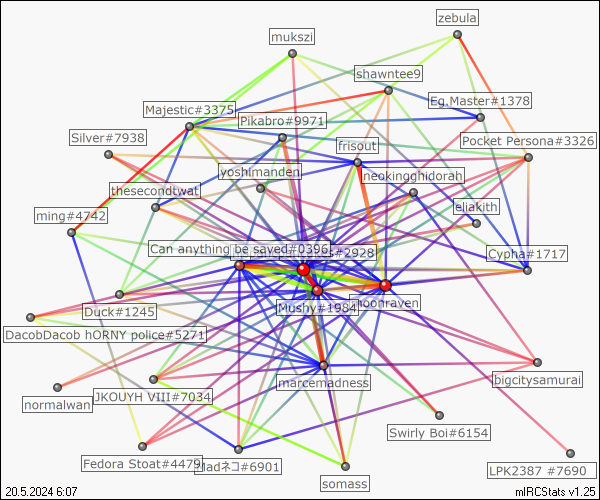 zebula
mukszi
shawntee9
Eg.Master#1378
Majestic#3375
Pikabro#9971
Silver#7938
Pocket Persona#3326
frisout
yoshimanden
neokingghidorah
thesecondtwat
eliakith
ming#4742
Can anything be saved#0396
#2928
Cypha#1717
moonraven
Mushy#1984
Duck#1245
DacobDacob hORNY police#5271
marcemadness
bigcitysamurai
JKOUYH VIII#7034
normalwan
Swirly Boi#6154
Fedora Stoat#4479
Madネコ#6901
LPK2387 #7690
somass
20.5.2024 6:07
mIRCStats v1.25